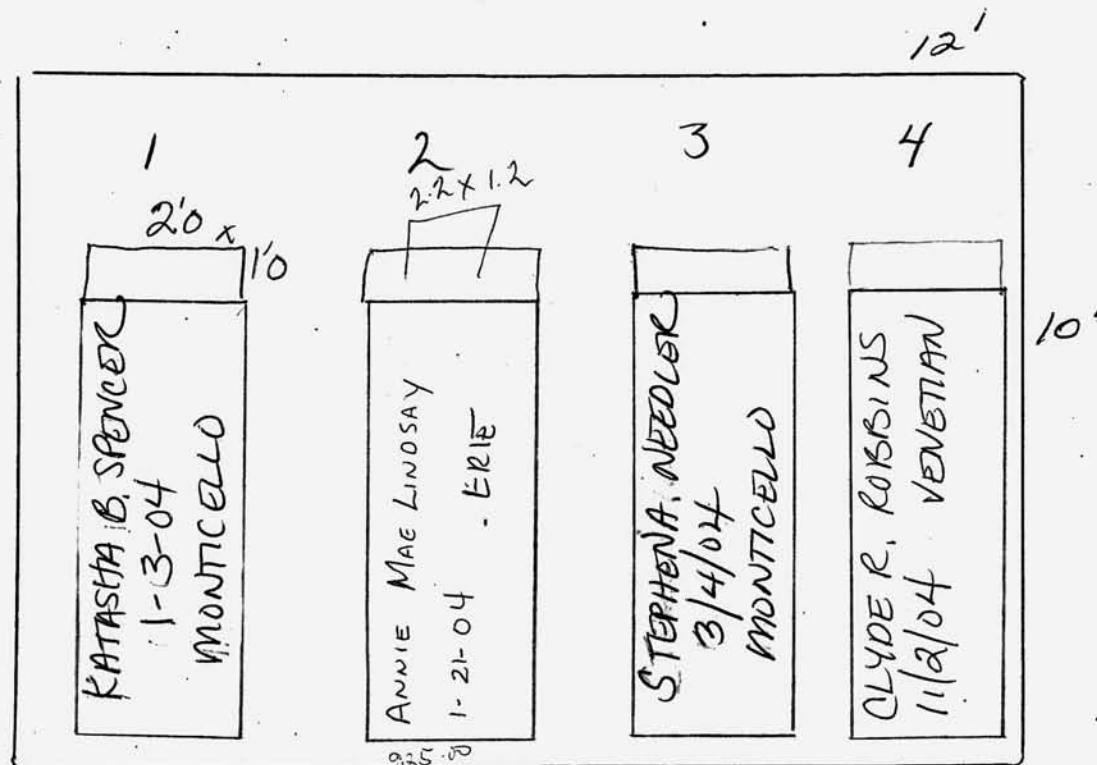 12'
1
2
3
4
2'0 x 1'0
2.2 x 1.2
10'
KATASHA B. SPENCER
1-3-04
MONTICELLO
ANNIE MAE LINDSAY
1-21-04 - ERIE
STEPHEN A. NEEDLER
3/4/04
MONTICELLO
CLYDE R. ROBBINS
11/2/04 VENETIAN